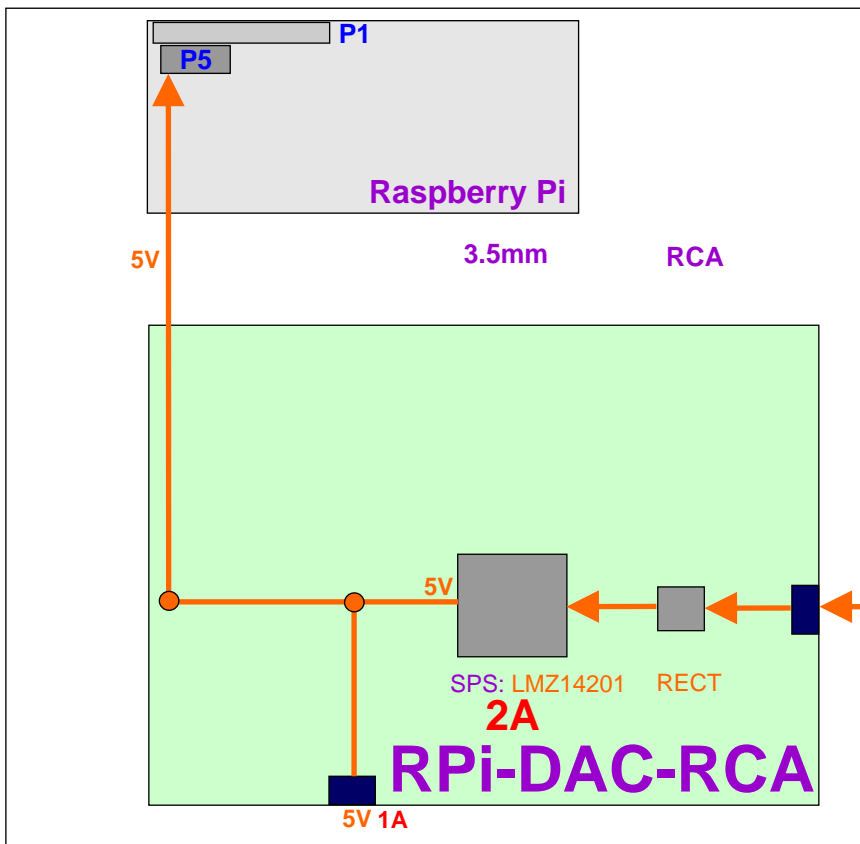 P1
P5
Raspberry Pi
5V
3.5mm
RCA
5V
SPS: LMZ14201
RECT
2A
RPi-DAC-RCA
5V 1A